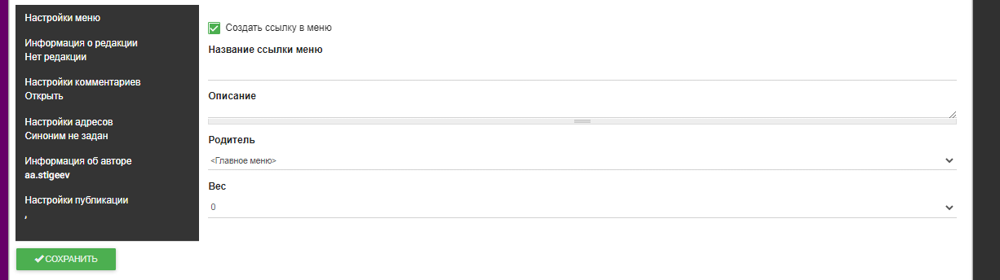 Настройки меню
Информация о редакции
Нет редакции
Настройки комментариев
Открыть
Настройки адресов
Синоним не задан
Информация об авторе
aa.stigeev
Настройки публикации
,
Создать ссылку в меню
Название ссылки меню
Описание
Родитель
<Главное меню>
Вес
0
СОХРАНИТЬ